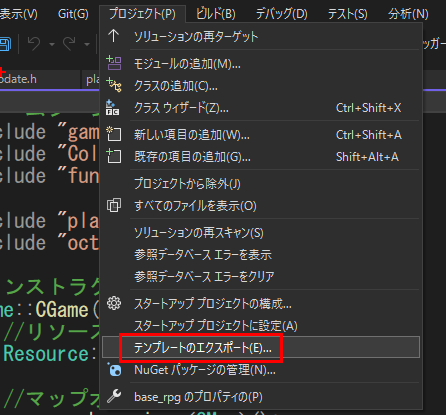 表示(V) Git(G) プロジェクト(P) ビルド(B) デバッグ(D) テスト(S) 分析(N)
ソリューションの再ターゲット
モジュールの追加(M)...
クラスの追加(C)...
クラス ウィザード(Z)... Ctrl+Shift+X
新しい項目の追加(W)... Ctrl+Shift+A
既存の項目の追加(G)... Shift+Alt+A
プロジェクトから除外(J)
すべてのファイルを表示(O)
ソリューションの再スキャン(S)
参照データベース エラーを表示
参照データベース エラーをクリア
スタートアップ プロジェクトの構成...
スタートアップ プロジェクトに設定(A)
テンプレートのエクスポート(E)...
NuGet パッケージの管理(N)...
base_rpg のプロパティ(P)
ッガー
pdate.h pla
clude "gam
clude "Col
clude "fun
clude "pla
clude "oct
ンストラク
me::CGame(
//リソース
Resource:
//マップオ